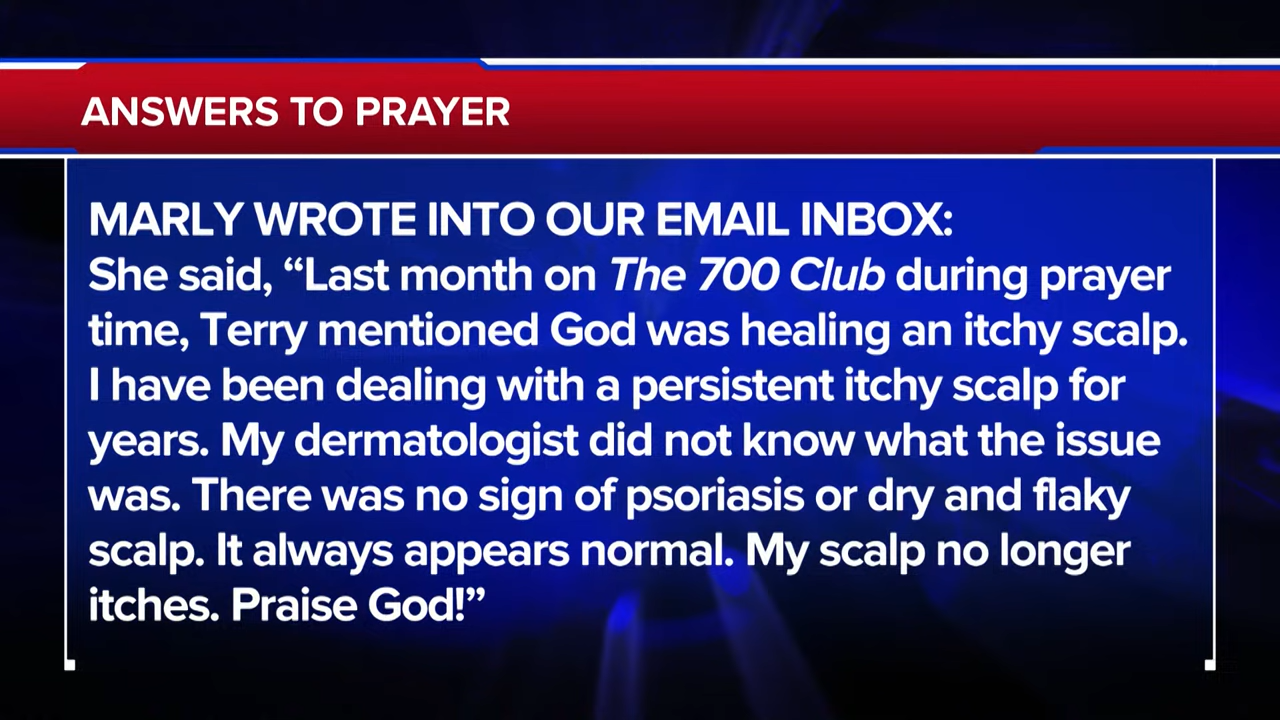 ANSWERS TO PRAYER
MARLY WROTE INTO OUR EMAIL INBOX:
She said, “Last month on The 700 Club during prayer
time, Terry mentioned God was healing an itchy scalp.
I have been dealing with a persistent itchy scalp for
years. My dermatologist did not know what the issue
was. There was no sign of psoriasis or dry and flaky
scalp. It always appears normal. My scalp no longer
itches. Praise God!”